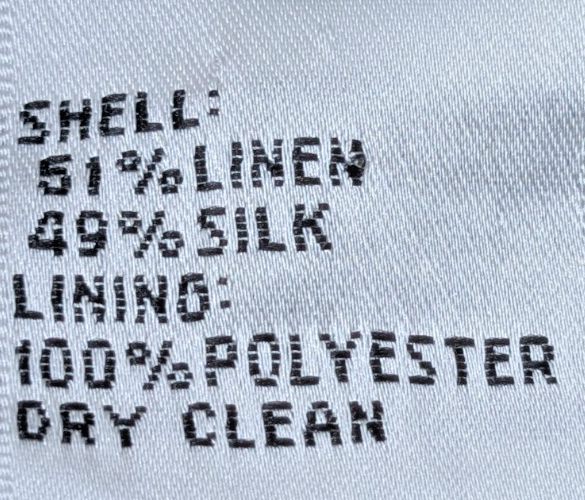 SHELL:
51%LINEN
49%SILK
LINING:
100%POLYESTER
DRY CLEAN